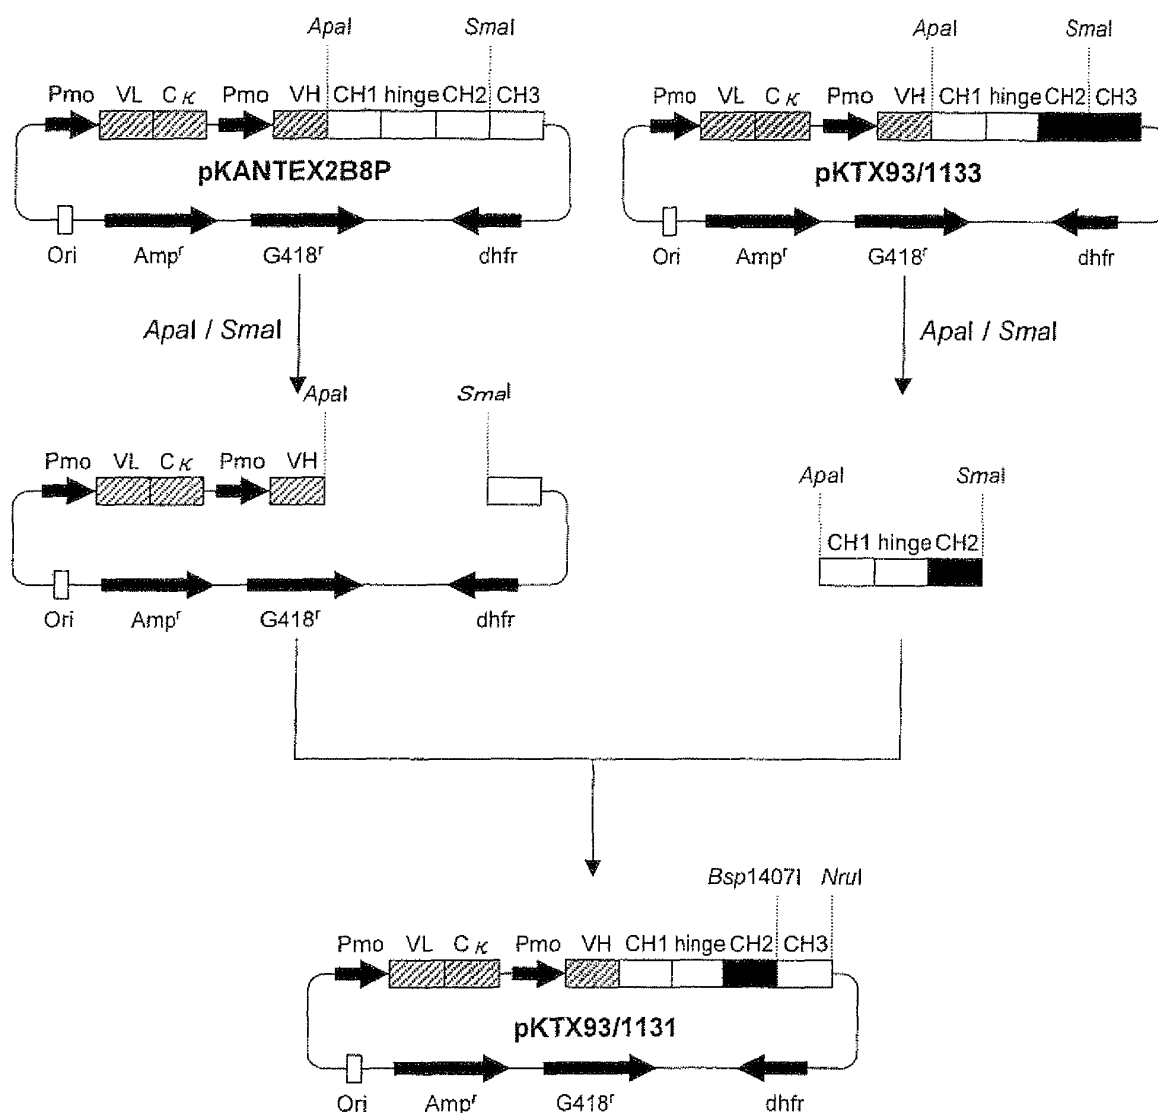 ApaI SmaI ApaI SmaI
Pmo VL Cκ Pmo VH CH1 hinge CH2 CH3 Pmo VL Cκ Pmo VH CH1 hinge CH2 CH3
pKANTEX2B8P pKTX93/1133
Ori Ampʳ G418ʳ dhfr Ori Ampʳ G418ʳ dhfr
ApaI / SmaI ApaI / SmaI
ApaI SmaI
Pmo VL Cκ Pmo VH ApaI SmaI
CH1 hinge CH2
Ori Ampʳ G418ʳ dhfr
Bsp1407I NruI
Pmo VL Cκ Pmo VH CH1 hinge CH2 CH3
pKTX93/1131
Ori Ampʳ G418ʳ dhfr